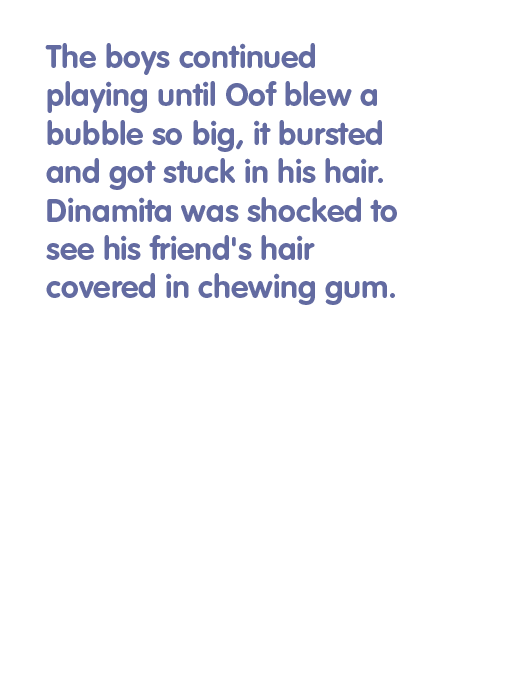 The boys continued
playing until Oof blew a
bubble so big, it bursted
and got stuck in his hair.
Dinamita was shocked to
see his friend's hair
covered in chewing gum.